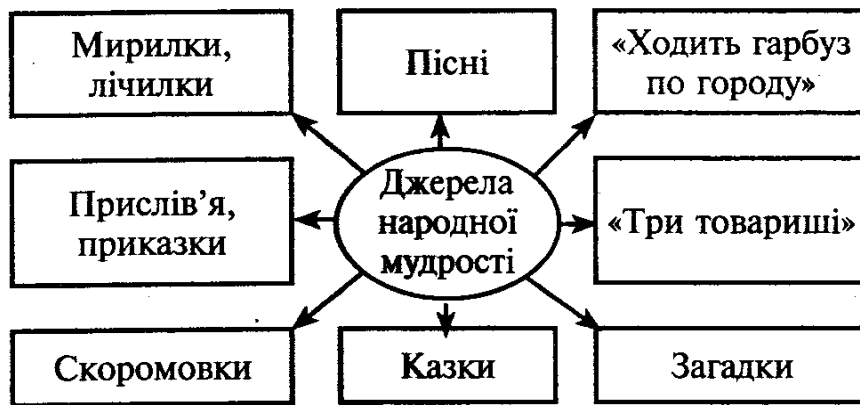 Мирилки,
лічилки
Пісні
«Ходить гарбуз
по городу»
Прислів’я,
приказки
Джерела
народної
мудрості
«Три товариші»
Скоромовки
Казки
Загадки